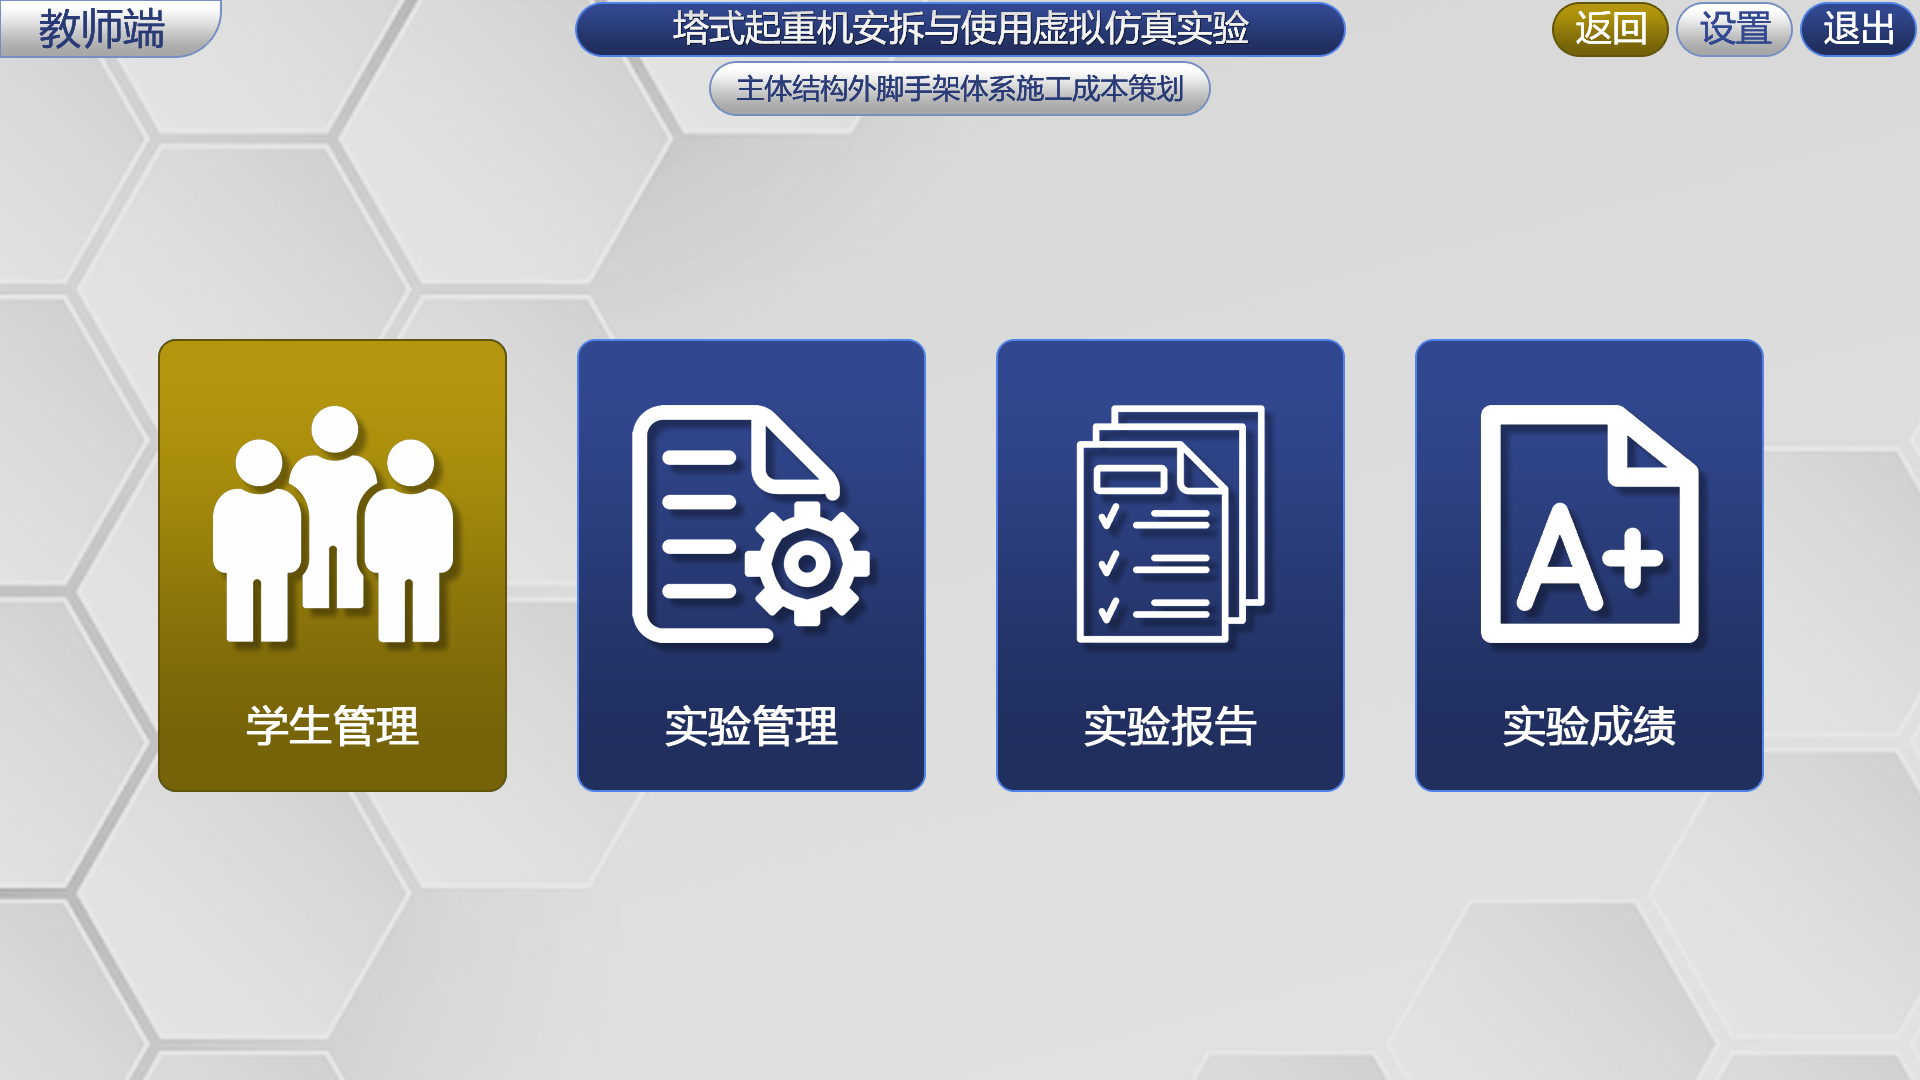 教师端
塔式起重机安拆与使用虚拟仿真实验
返回
设置
退出
主体结构外脚手架体系施工成本策划
学生管理
实验管理
实验报告
A+
实验成绩